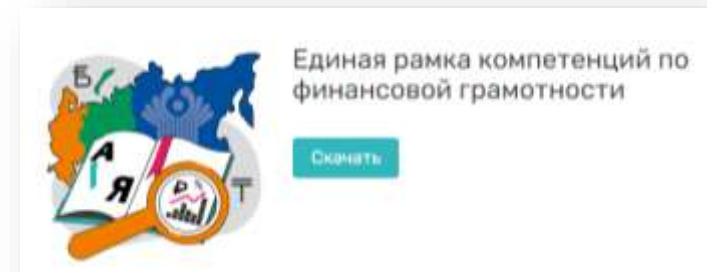 Единая рамка компетенций по
финансовой грамотности
Скачать
Б
А
Я
₽
Т